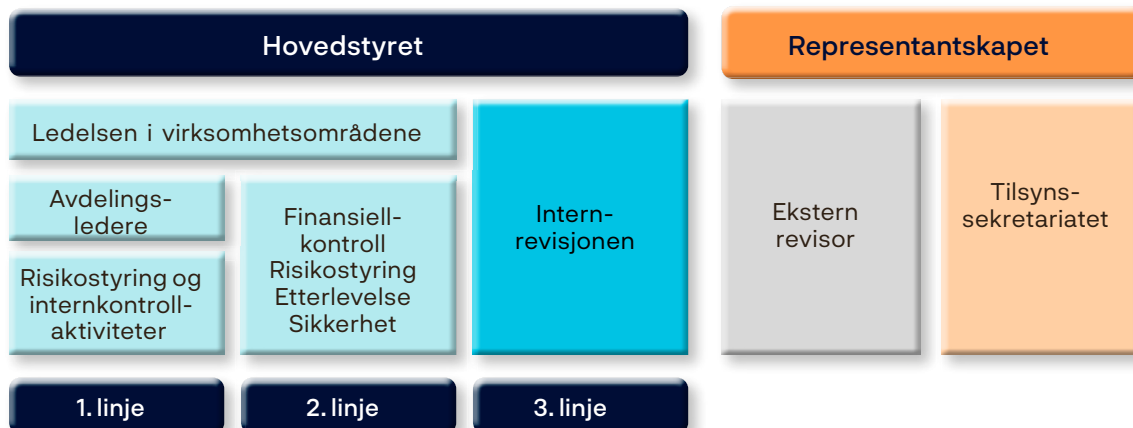 Hovedstyret
Representantskapet
Ledelsen i virksomhetsområdene
Avdelings-
ledere
Risikostyring og
internkontroll-
aktiviteter
Finansiell-
kontroll
Risikostyring
Etterlevelse
Sikkerhet
Intern-
revisjonen
Ekstern
revisor
Tilsyns-
sekretariatet
1. linje
2. linje
3. linje